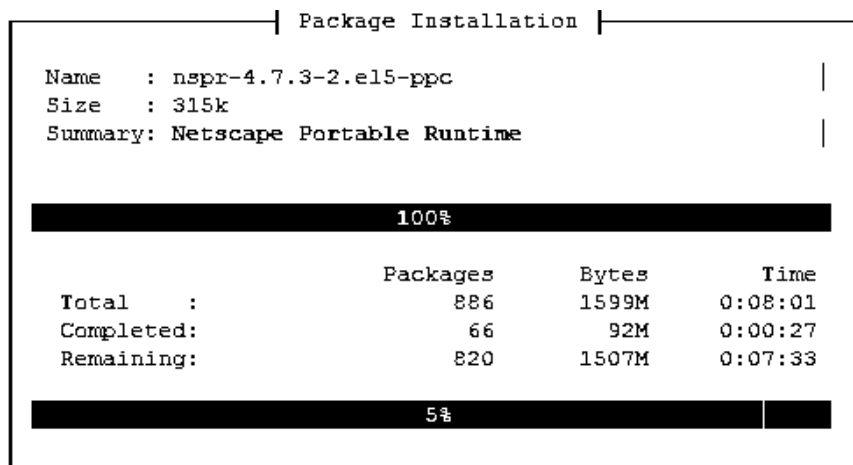 Package Installation
Name : nspr-4.7.3-2.el5-ppc
Size : 315k
Summary: Netscape Portable Runtime
100%
Packages Bytes Time
Total : 886 1599M 0:08:01
Completed: 66 92M 0:00:27
Remaining: 820 1507M 0:07:33
5%